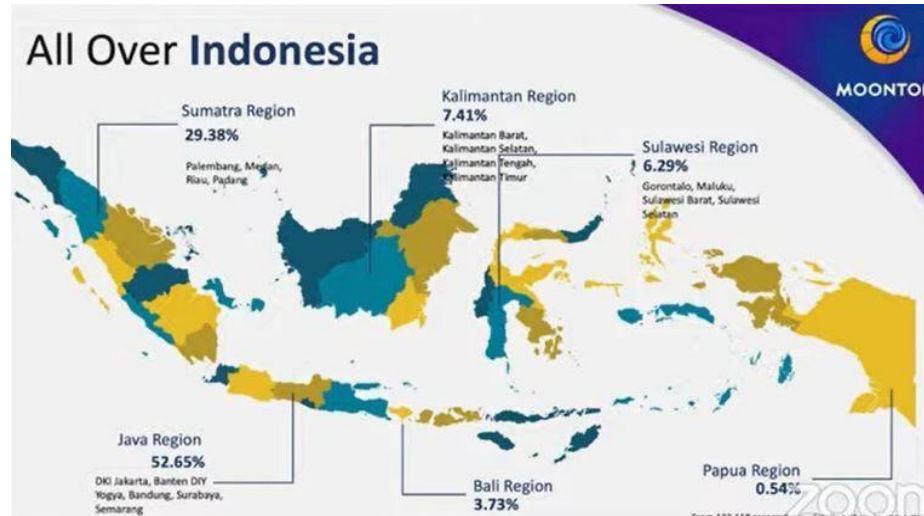 All Over Indonesia
MOONTO
Sumatra Region
29.38%
Palembang, Medan,
Riau, Padang
Kalimantan Region
7.41%
Kalimantan Barat,
Kalimantan Selatan,
Kalimantan Tengah,
Kalimantan Timur
Sulawesi Region
6.29%
Gorontalo, Maluku,
Sulawesi Barat, Sulawesi
Selatan
Java Region
52.65%
DKI Jakarta, Banten DIY
Yogya, Bandung, Surabaya,
Semarang
Bali Region
3.73%
Papua Region
0.54%
zoom